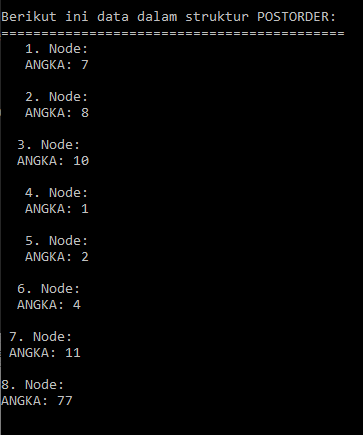 Berikut ini data dalam struktur POSTORDER:
===========================================
1. Node:
ANGKA: 7
2. Node:
ANGKA: 8
3. Node:
ANGKA: 10
4. Node:
ANGKA: 1
5. Node:
ANGKA: 2
6. Node:
ANGKA: 4
7. Node:
ANGKA: 11
8. Node:
ANGKA: 77